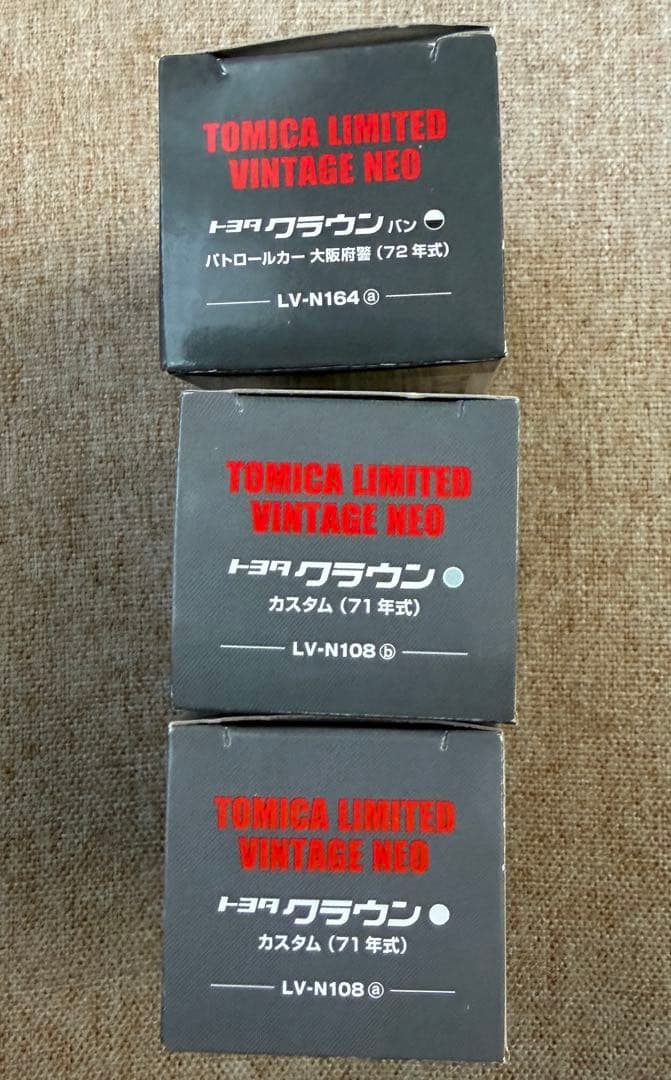 TOMICA LIMITED
VINTAGE NEO
トヨタ クラウン バン
パトロールカー 大阪府警 (72年式)
LV-N164 ⓐ
TOMICA LIMITED
VINTAGE NEO
トヨタ クラウン
カスタム (71年式)
LV-N108 ⓑ
TOMICA LIMITED
VINTAGE NEO
トヨタ クラウン
カスタム (71年式)
LV-N108 ⓐ